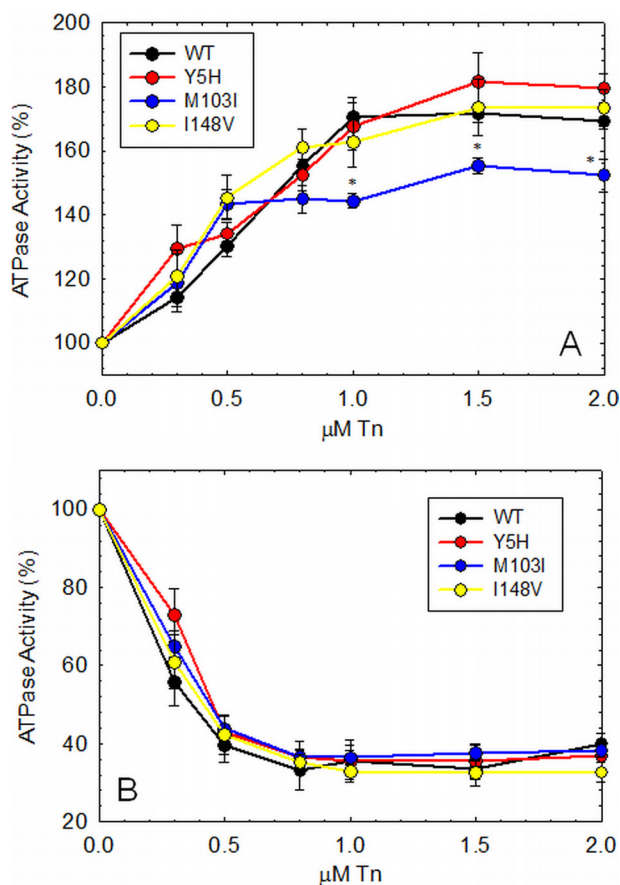 200
180
160
140
120
100
ATPase Activity (%)
WT
Y5H
M103I
I148V
*
*
*
A
0.0
0.5
1.0
1.5
2.0
μM Tn
100
80
60
40
20
ATPase Activity (%)
WT
Y5H
M103I
I148V
B
0.0
0.5
1.0
1.5
2.0
μM Tn